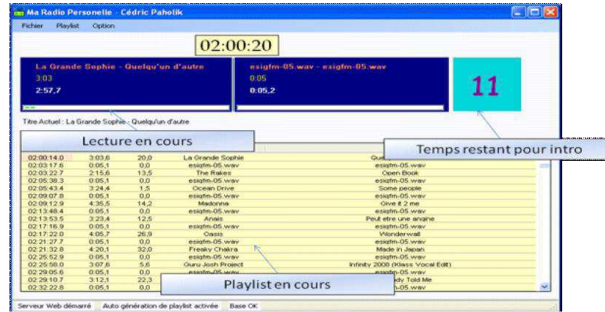 Ma Radio Personelle - Cédric Paholik
Fichier Playlist Option
02:00:20
La Grande Sophie - Quelqu'un d'autre
3:03
2:57,7
esigfm-05.wav - esigfm-05.wav
0:05
0:05,2
11
Titre Actuel : La Grande Sophie - Quelqu'un d'autre
Lecture en cours
Temps restant pour intro
02:00:14.0 3:03,6 20,0 La Grande Sophie
02:03:17.6 0:05,1 0,0 esigfm-05.wav esigfm-05.wav
02:03:22.7 2:15,6 13,5 The Rakes Open Book
02:05:38.3 0:05,1 0,0 esigfm-05.wav esigfm-05.wav
02:05:43.4 3:24,4 1,5 Ocean Drive Some people
02:09:07.8 0:05,1 0,0 esigfm-05.wav esigfm-05.wav
02:09:12.9 4:35,5 14,2 Madonna Give it 2 me
02:13:48.4 0:05,1 0,0 esigfm-05.wav esigfm-05.wav
02:13:53.5 3:23,4 12,5 Anais Peut etre une angine
02:17:16.9 0:05,1 0,0 esigfm-05.wav esigfm-05.wav
02:17:22.0 4:05,7 26,9 Oasis Wonderwall
02:21:27.7 0:05,1 0,0 esigfm-05.wav esigfm-05.wav
02:21:32.8 4:20,1 32,0 Freaky Chakra Made in Japan
02:25:52.9 0:05,1 0,0 esigfm-05.wav esigfm-05.wav
02:25:58.0 3:07,6 5,6 Guru Josh Project Infinity 2008 (Klaas Vocal Edit)
02:29:05.6 0:05,1 0,0 esigfm-05.wav esigfm-05.wav
02:29:10.7 3:12,1 22,3 Told Me
02:32:22.8 0:05,1 0,0 esigfm-05.wav
Playlist en cours
Serveur Web démarré Auto génération de playlist activée Base OK